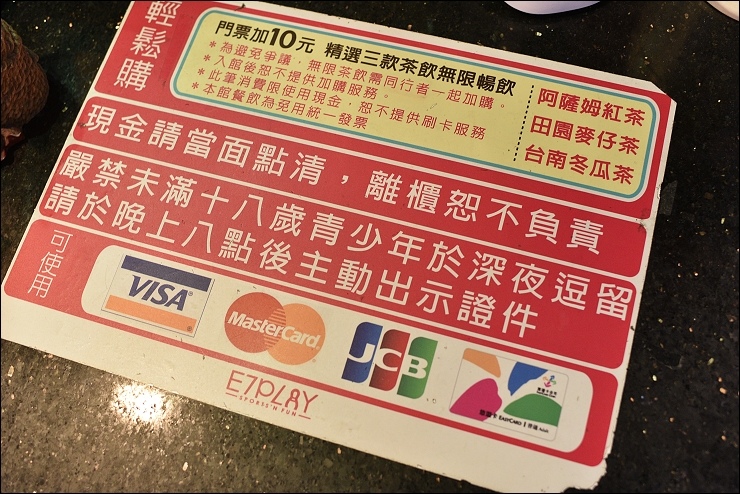 輕鬆購
門票加10元 精選三款茶飲無限暢飲
*為避免爭議，無限茶飲需同行者一起加購。
*入館後恕不提供加購服務。
*此筆消費限使用現金，恕不提供刷卡服務
*本館餐飲為免用統一發票
阿薩姆紅茶
田園麥仔茶
台南冬瓜茶
現金請當面點清，離櫃恕不負責
嚴禁未滿十八歲青少年於深夜逗留
請於晚上八點後主動出示證件
可使用
VISA
MasterCard
JCB
EASYCARD
E7PLAY
SPORTS'N FUN